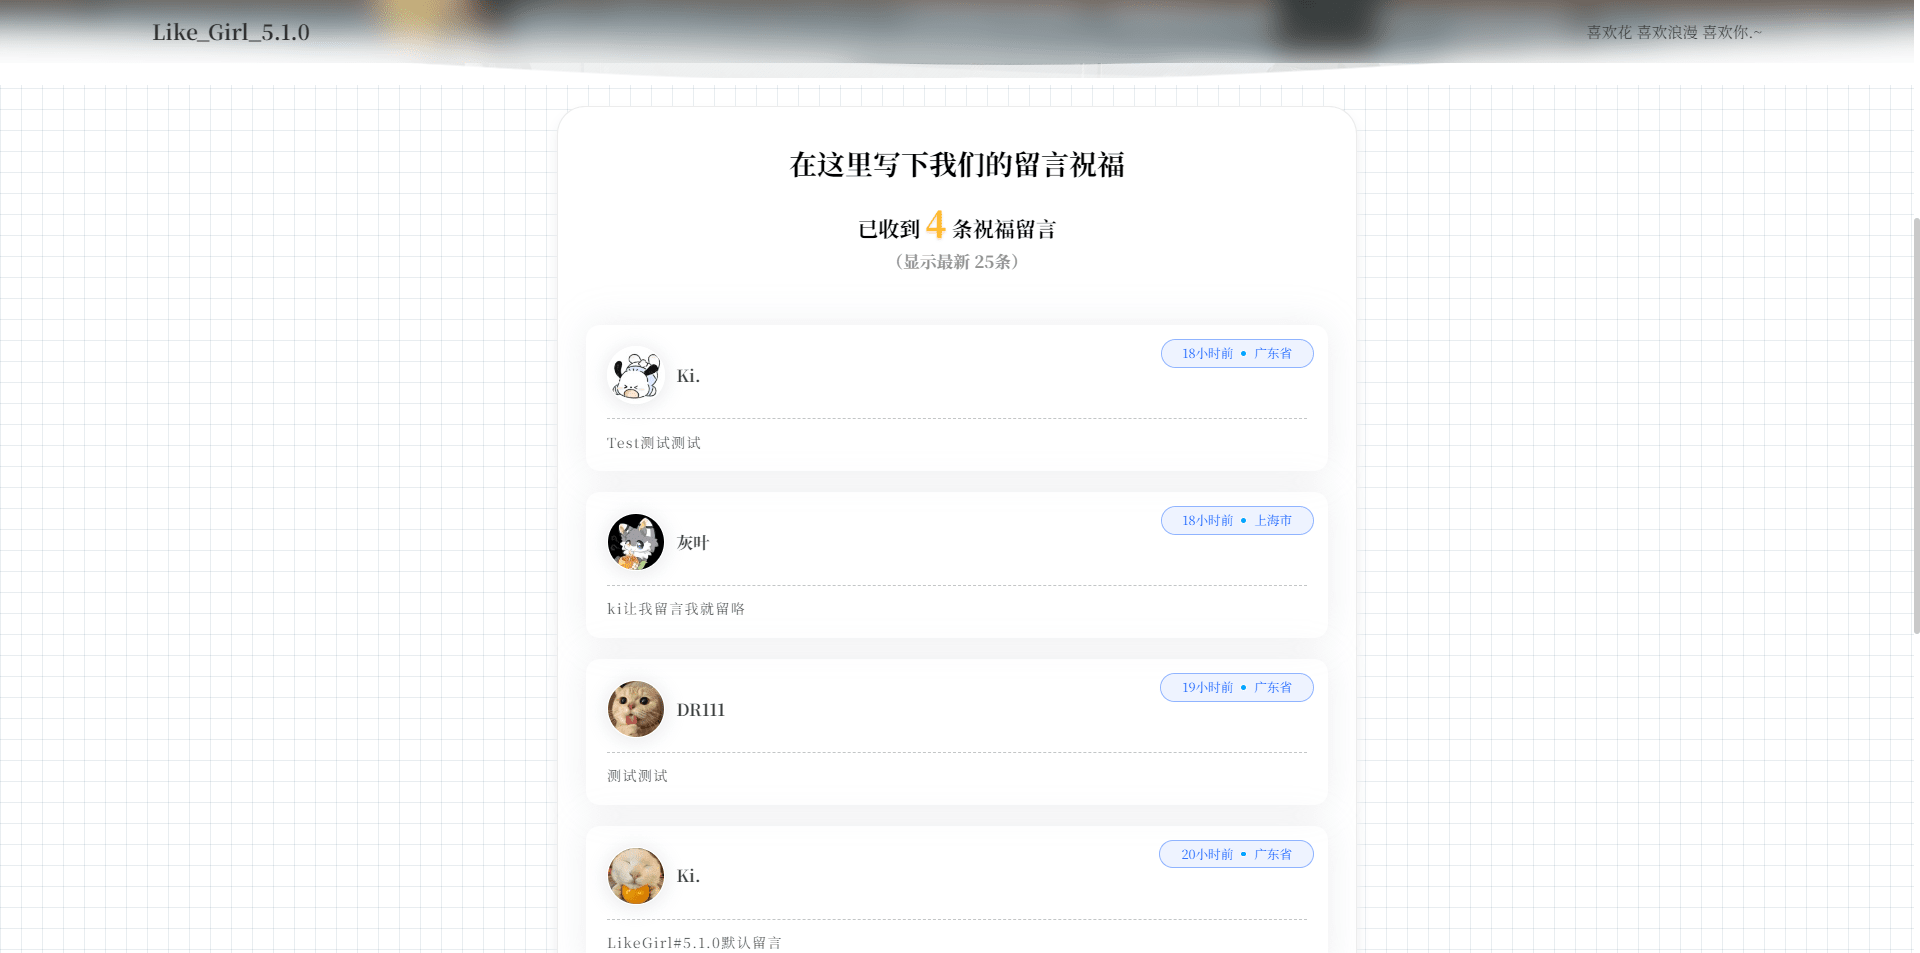 Like_Girl_5.1.0
喜欢花 喜欢浪漫 喜欢你.~
在这里写下我们的留言祝福
已收到 4 条祝福留言
（显示最新 25条）
Ki.
18小时前 • 广东省
Test测试测试
灰叶
18小时前 • 上海市
ki让我留言我就留咯
DR111
19小时前 • 广东省
测试测试
Ki.
20小时前 • 广东省
LikeGirl#5.1.0默认留言